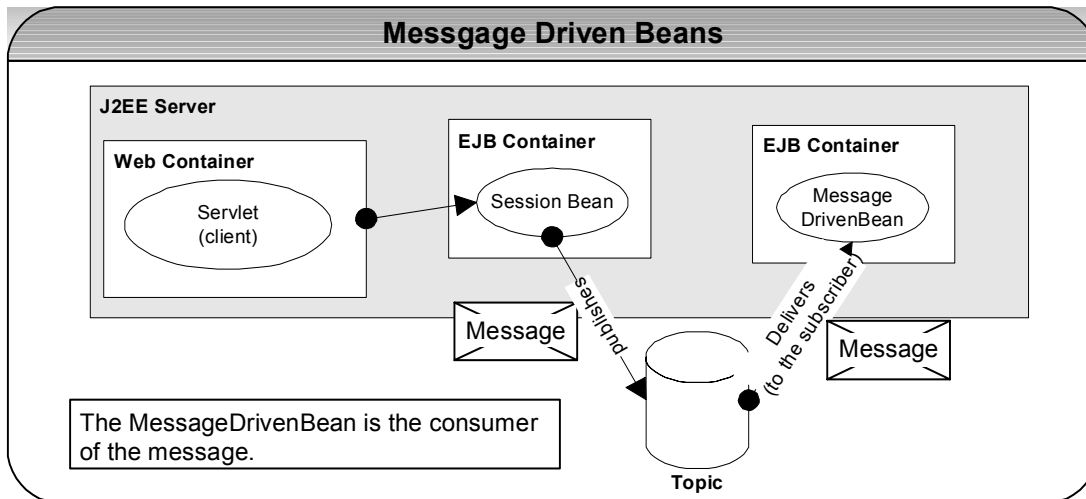 Messgage Driven Beans
J2EE Server
Web Container
Servlet
(client)
EJB Container
Session Bean
EJB Container
Message
DrivenBean
publishes
Message
Delivers
(to the subscriber)
Message
The MessageDrivenBean is the consumer
of the message.
Topic